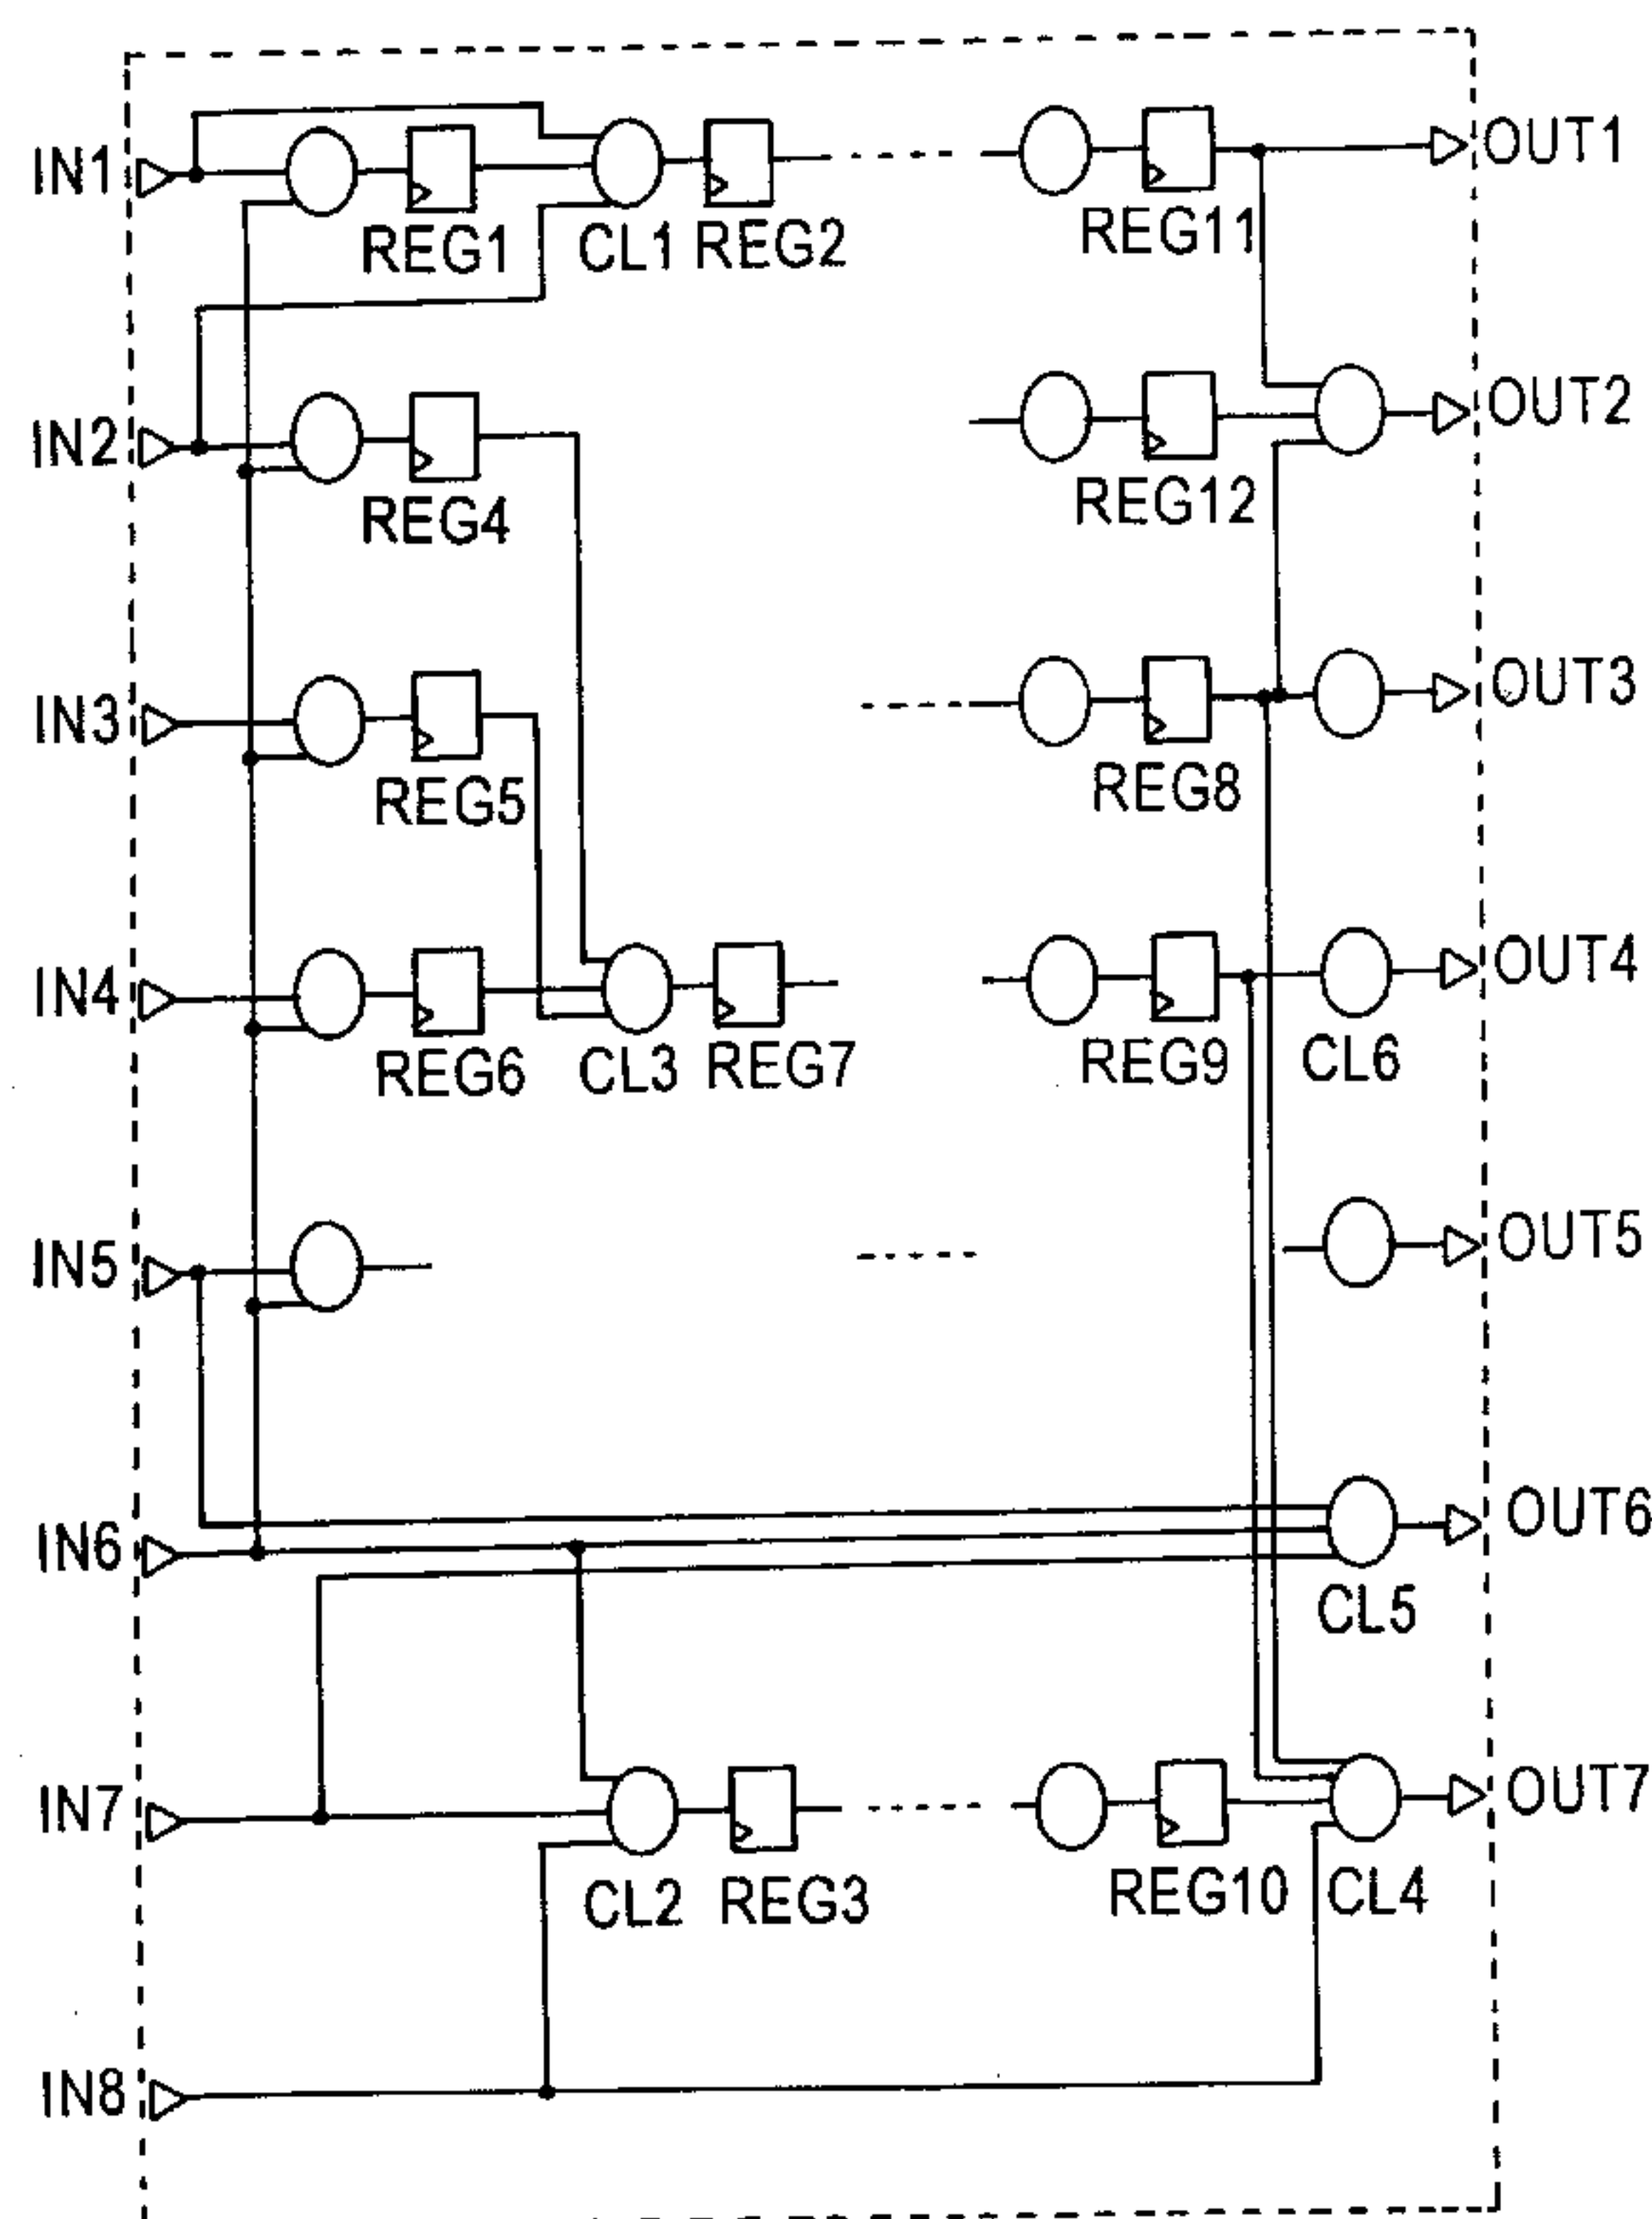 IN1
REG1
CL1
REG2
REG11
OUT1
IN2
REG4
REG12
OUT2
IN3
REG5
REG8
OUT3
IN4
REG6
CL3
REG7
REG9
CL6
OUT4
IN5
OUT5
IN6
CL5
OUT6
IN7
CL2
REG3
REG10
CL4
OUT7
IN8